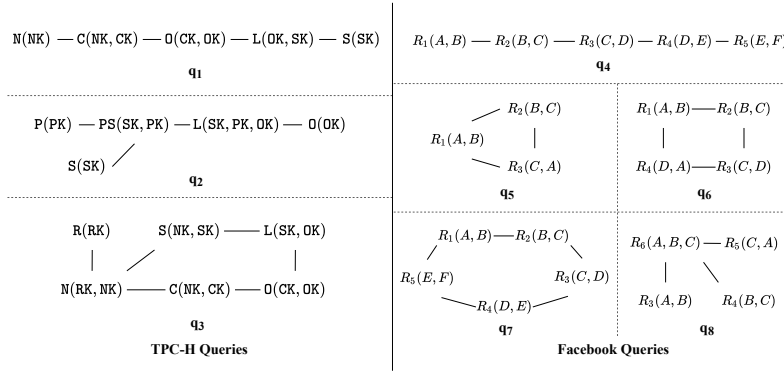 N(NK) C(NK, CK) O(CK, OK) L(OK, SK) S(SK)
q1
P(PK) PS(SK, PK) L(SK, PK, OK) O(OK)
S(SK)
q2
R(RK) S(NK, SK) L(SK, OK)
N(RK, NK) C(NK, CK) O(CK, OK)
q3
TPC-H Queries
R1(A, B) R2(B, C) R3(C, D) R4(D, E) R5(E, F)
q4
R2(B, C)
R1(A, B)
R3(C, A)
q5
R1(A, B) R2(B, C)
R4(D, A) R3(C, D)
q6
R1(A, B) R2(B, C)
R5(E, F) R3(C, D)
R4(D, E)
q7
R6(A, B, C) R5(C, A)
R3(A, B) R4(B, C)
q8
Facebook Queries